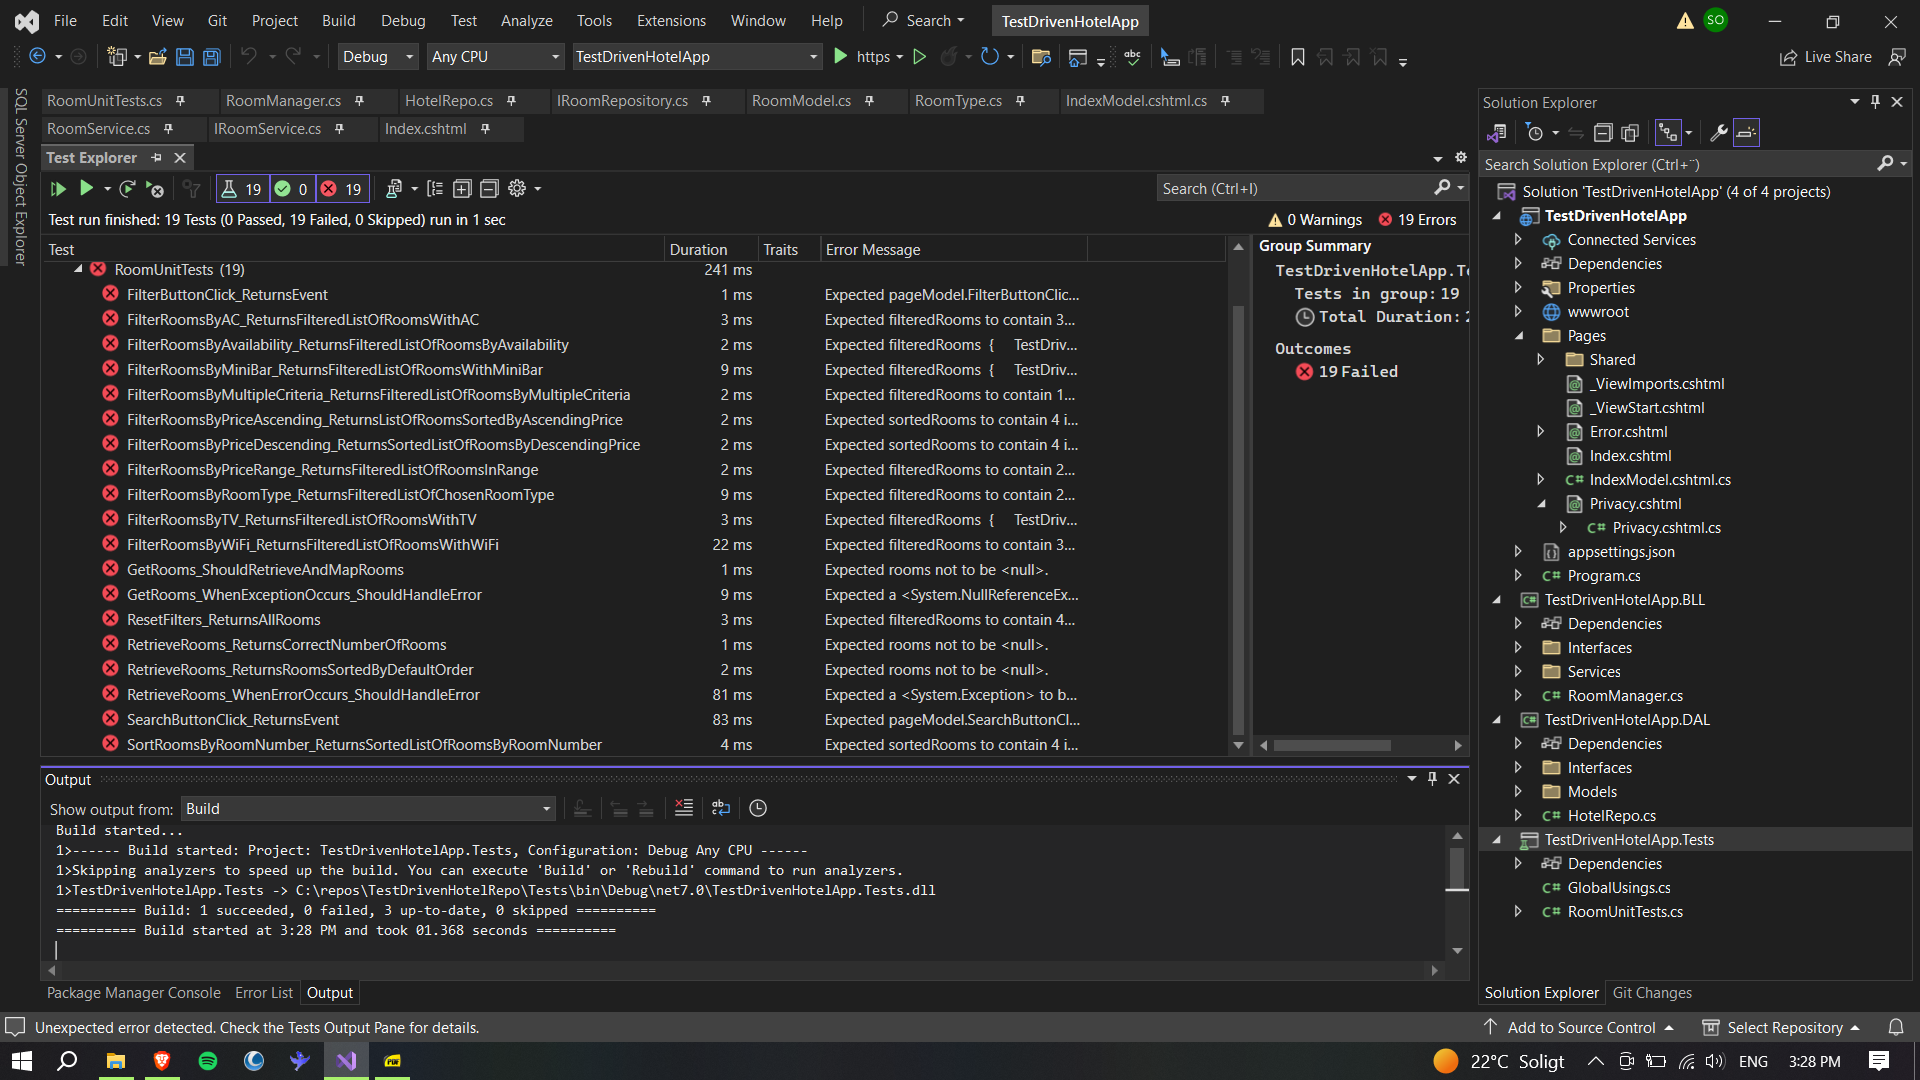 File Edit View Git Project Build Debug Test Analyze Tools Extensions Window Help Search TestDrivenHotelApp SO
Debug Any CPU TestDrivenHotelApp https Live Share
SQL Server Object Explorer
RoomUnitTests.cs RoomManager.cs HotelRepo.cs IRoomRepository.cs RoomModel.cs RoomType.cs IndexModel.cshtml.cs
RoomService.cs IRoomService.cs Index.cshtml
Test Explorer
19 0 19 Search (Ctrl+I)
Test run finished: 19 Tests (0 Passed, 19 Failed, 0 Skipped) run in 1 sec 0 Warnings 19 Errors
Test Duration Traits Error Message
RoomUnitTests (19) 241 ms
FilterButtonClick_ReturnsEvent 1 ms Expected pageModel.FilterButtonClic...
FilterRoomsByAC_ReturnsFilteredListOfRoomsWithAC 3 ms Expected filteredRooms to contain 3...
FilterRoomsByAvailability_ReturnsFilteredListOfRoomsByAvailability 2 ms Expected filteredRooms { TestDriv...
FilterRoomsByMiniBar_ReturnsFilteredListOfRoomsWithMiniBar 9 ms Expected filteredRooms { TestDriv...
FilterRoomsByMultipleCriteria_ReturnsFilteredListOfRoomsByMultipleCriteria 2 ms Expected filteredRooms to contain 1...
FilterRoomsByPriceAscending_ReturnsListOfRoomsSortedByAscendingPrice 2 ms Expected sortedRooms to contain 4 i...
FilterRoomsByPriceDescending_ReturnsSortedListOfRoomsByDescendingPrice 2 ms Expected sortedRooms to contain 4 i...
FilterRoomsByPriceRange_ReturnsFilteredListOfRoomsInRange 2 ms Expected filteredRooms to contain 2...
FilterRoomsByRoomType_ReturnsFilteredListOfChosenRoomType 9 ms Expected filteredRooms to contain 2...
FilterRoomsByTV_ReturnsFilteredListOfRoomsWithTV 3 ms Expected filteredRooms { TestDriv...
FilterRoomsByWiFi_ReturnsFilteredListOfRoomsWithWiFi 22 ms Expected filteredRooms to contain 3...
GetRooms_ShouldRetrieveAndMapRooms 1 ms Expected rooms not to be <null>.
GetRooms_WhenExceptionOccurs_ShouldHandleError 9 ms Expected a <System.NullReferenceEx...
ResetFilters_ReturnsAllRooms 3 ms Expected filteredRooms to contain 4...
RetrieveRooms_ReturnsCorrectNumberOfRooms 1 ms Expected rooms not to be <null>.
RetrieveRooms_ReturnsRoomsSortedByDefaultOrder 2 ms Expected rooms not to be <null>.
RetrieveRooms_WhenErrorOccurs_ShouldHandleError 81 ms Expected a <System.Exception> to b...
SearchButtonClick_ReturnsEvent 83 ms Expected pageModel.SearchButtonCl...
SortRoomsByRoomNumber_ReturnsSortedListOfRoomsByRoomNumber 4 ms Expected sortedRooms to contain 4 i...
Group Summary
TestDrivenHotelApp.Te
Tests in group: 19
Total Duration: 2
Outcomes
19 Failed
Output
Show output from: Build
Build started...
1>------ Build started: Project: TestDrivenHotelApp.Tests, Configuration: Debug Any CPU ------
1>Skipping analyzers to speed up the build. You can execute 'Build' or 'Rebuild' command to run analyzers.
1>TestDrivenHotelApp.Tests -> C:\repos\TestDrivenHotelRepo\Tests\bin\Debug\net7.0\TestDrivenHotelApp.Tests.dll
========== Build: 1 succeeded, 0 failed, 3 up-to-date, 0 skipped ==========
========== Build started at 3:28 PM and took 01.368 seconds ==========
Package Manager Console Error List Output
Solution Explorer
Search Solution Explorer (Ctrl+¨)
Solution 'TestDrivenHotelApp' (4 of 4 projects)
TestDrivenHotelApp
Connected Services
Dependencies
Properties
wwwroot
Pages
Shared
_ViewImports.cshtml
_ViewStart.cshtml
Error.cshtml
Index.cshtml
C# IndexModel.cshtml.cs
Privacy.cshtml
C# Privacy.cshtml.cs
appsettings.json
C# Program.cs
C# TestDrivenHotelApp.BLL
Dependencies
Interfaces
Services
C# RoomManager.cs
C# TestDrivenHotelApp.DAL
Dependencies
Interfaces
Models
C# HotelRepo.cs
TestDrivenHotelApp.Tests
Dependencies
C# GlobalUsings.cs
C# RoomUnitTests.cs
Solution Explorer Git Changes
Unexpected error detected. Check the Tests Output Pane for details. Add to Source Control Select Repository
PDF 22°C Soligt ENG 3:28 PM